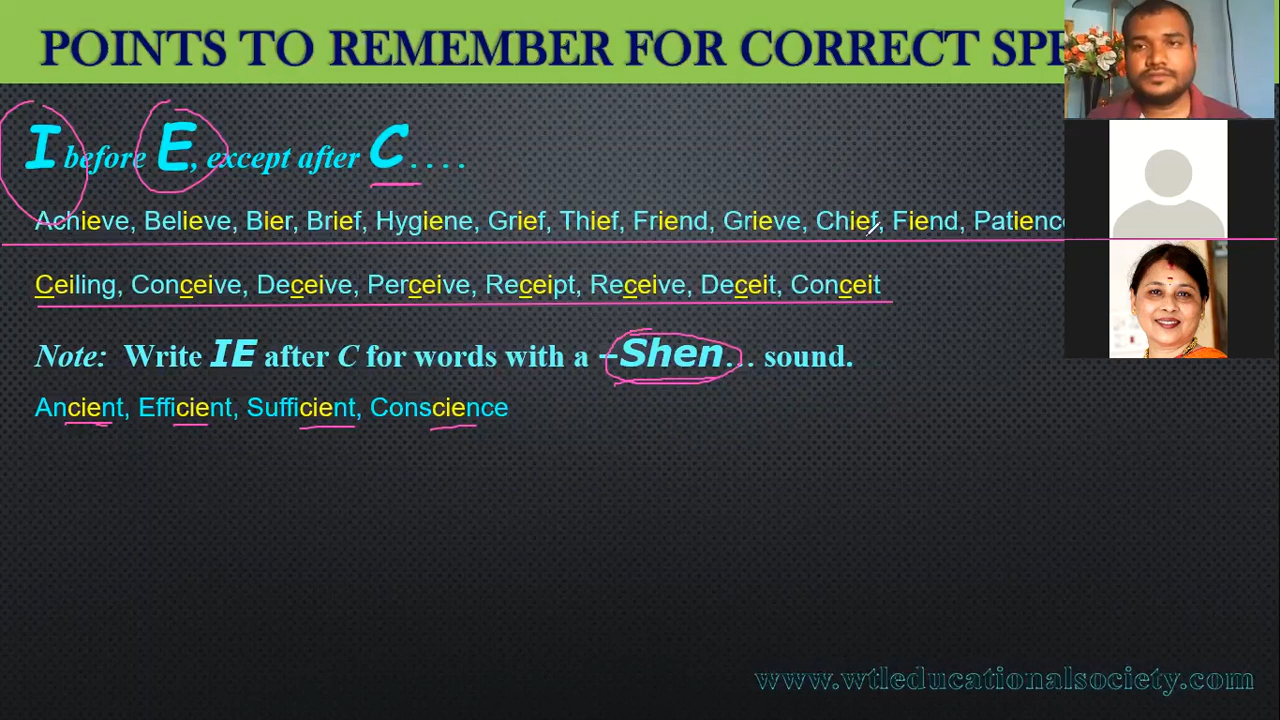 POINTS TO REMEMBER FOR CORRECT SPE
I before E, except after C....
Achieve, Believe, Bier, Brief, Hygiene, Grief, Thief, Friend, Grieve, Chief, Fiend, Patience
Ceiling, Conceive, Deceive, Perceive, Receipt, Receive, Deceit, Conceit
Note: Write IE after C for words with a –Shen... sound.
Ancient, Efficient, Sufficient, Conscience
www.wtleducationalsociety.com